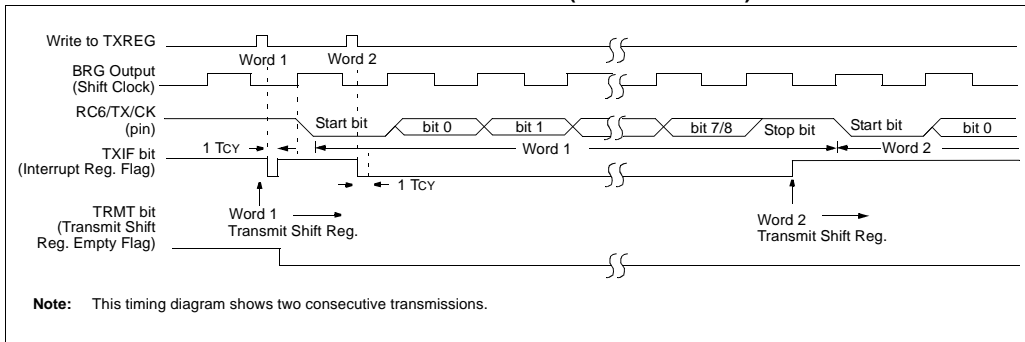 Write to TXREG
Word 1 Word 2
BRG Output
(Shift Clock)
RC6/TX/CK
(pin)
Start bit bit 0 bit 1 bit 7/8 Stop bit Start bit bit 0
TXIF bit
(Interrupt Reg. Flag)
1 TCY
Word 1 Word 2
1 TCY
TRMT bit
(Transmit Shift
Reg. Empty Flag)
Word 1
Transmit Shift Reg.
Word 2
Transmit Shift Reg.
Note: This timing diagram shows two consecutive transmissions.